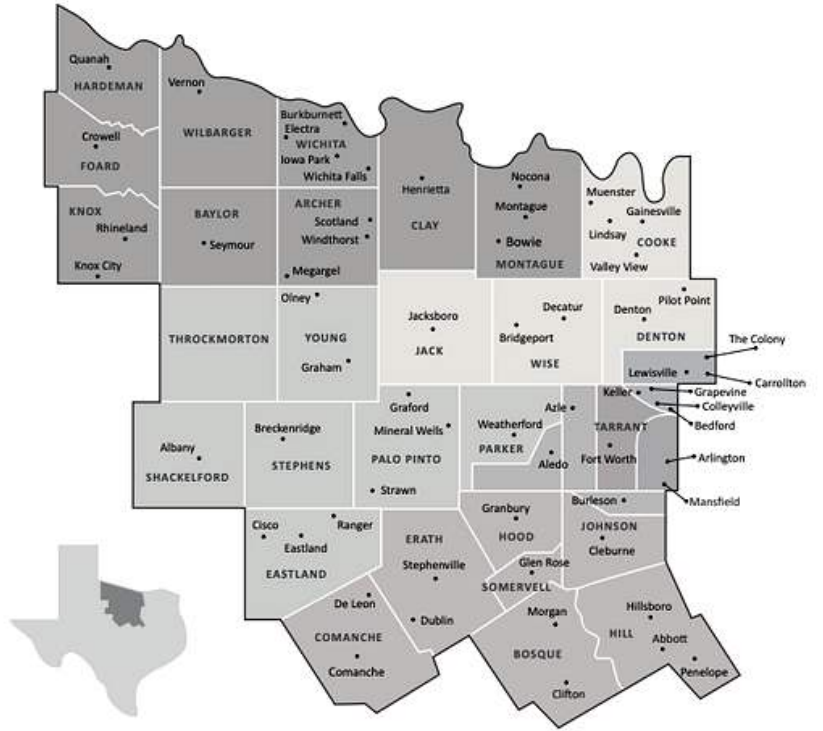 Quanah
HARDEMAN
Vernon
WILBARGER
Burkburnett
Electra
WICHITA
Iowa Park
Wichita Falls
Crowell
FOARD
KNOX
Rhineland
Knox City
BAYLOR
Seymour
ARCHER
Scotland
Windthorst
Megargel
Henrietta
CLAY
Nocona
Montague
Bowie
MONTAGUE
Muenster
Gainesville
Lindsay
COOKE
Valley View
THROCKMORTON
Olney
YOUNG
Graham
Jacksboro
JACK
Decatur
Bridgeport
WISE
Pilot Point
Denton
DENTON
The Colony
Lewisville
Carrollton
Keller
Grapevine
Colleyville
Bedford
Azle
TARRANT
Fort Worth
Arlington
Mansfield
Albany
SHACKELFORD
Breckenridge
STEPHENS
Graford
Mineral Wells
PALO PINTO
Strawn
Weatherford
PARKER
Aledo
Cisco
Ranger
Eastland
EASTLAND
ERATH
Stephenville
Dublin
Granbury
HOOD
Glen Rose
SOMERVELL
Burleson
JOHNSON
Cleburne
De Leon
COMANCHE
Comanche
Morgan
BOSQUE
Clifton
Hillsboro
HILL
Abbott
Penelope